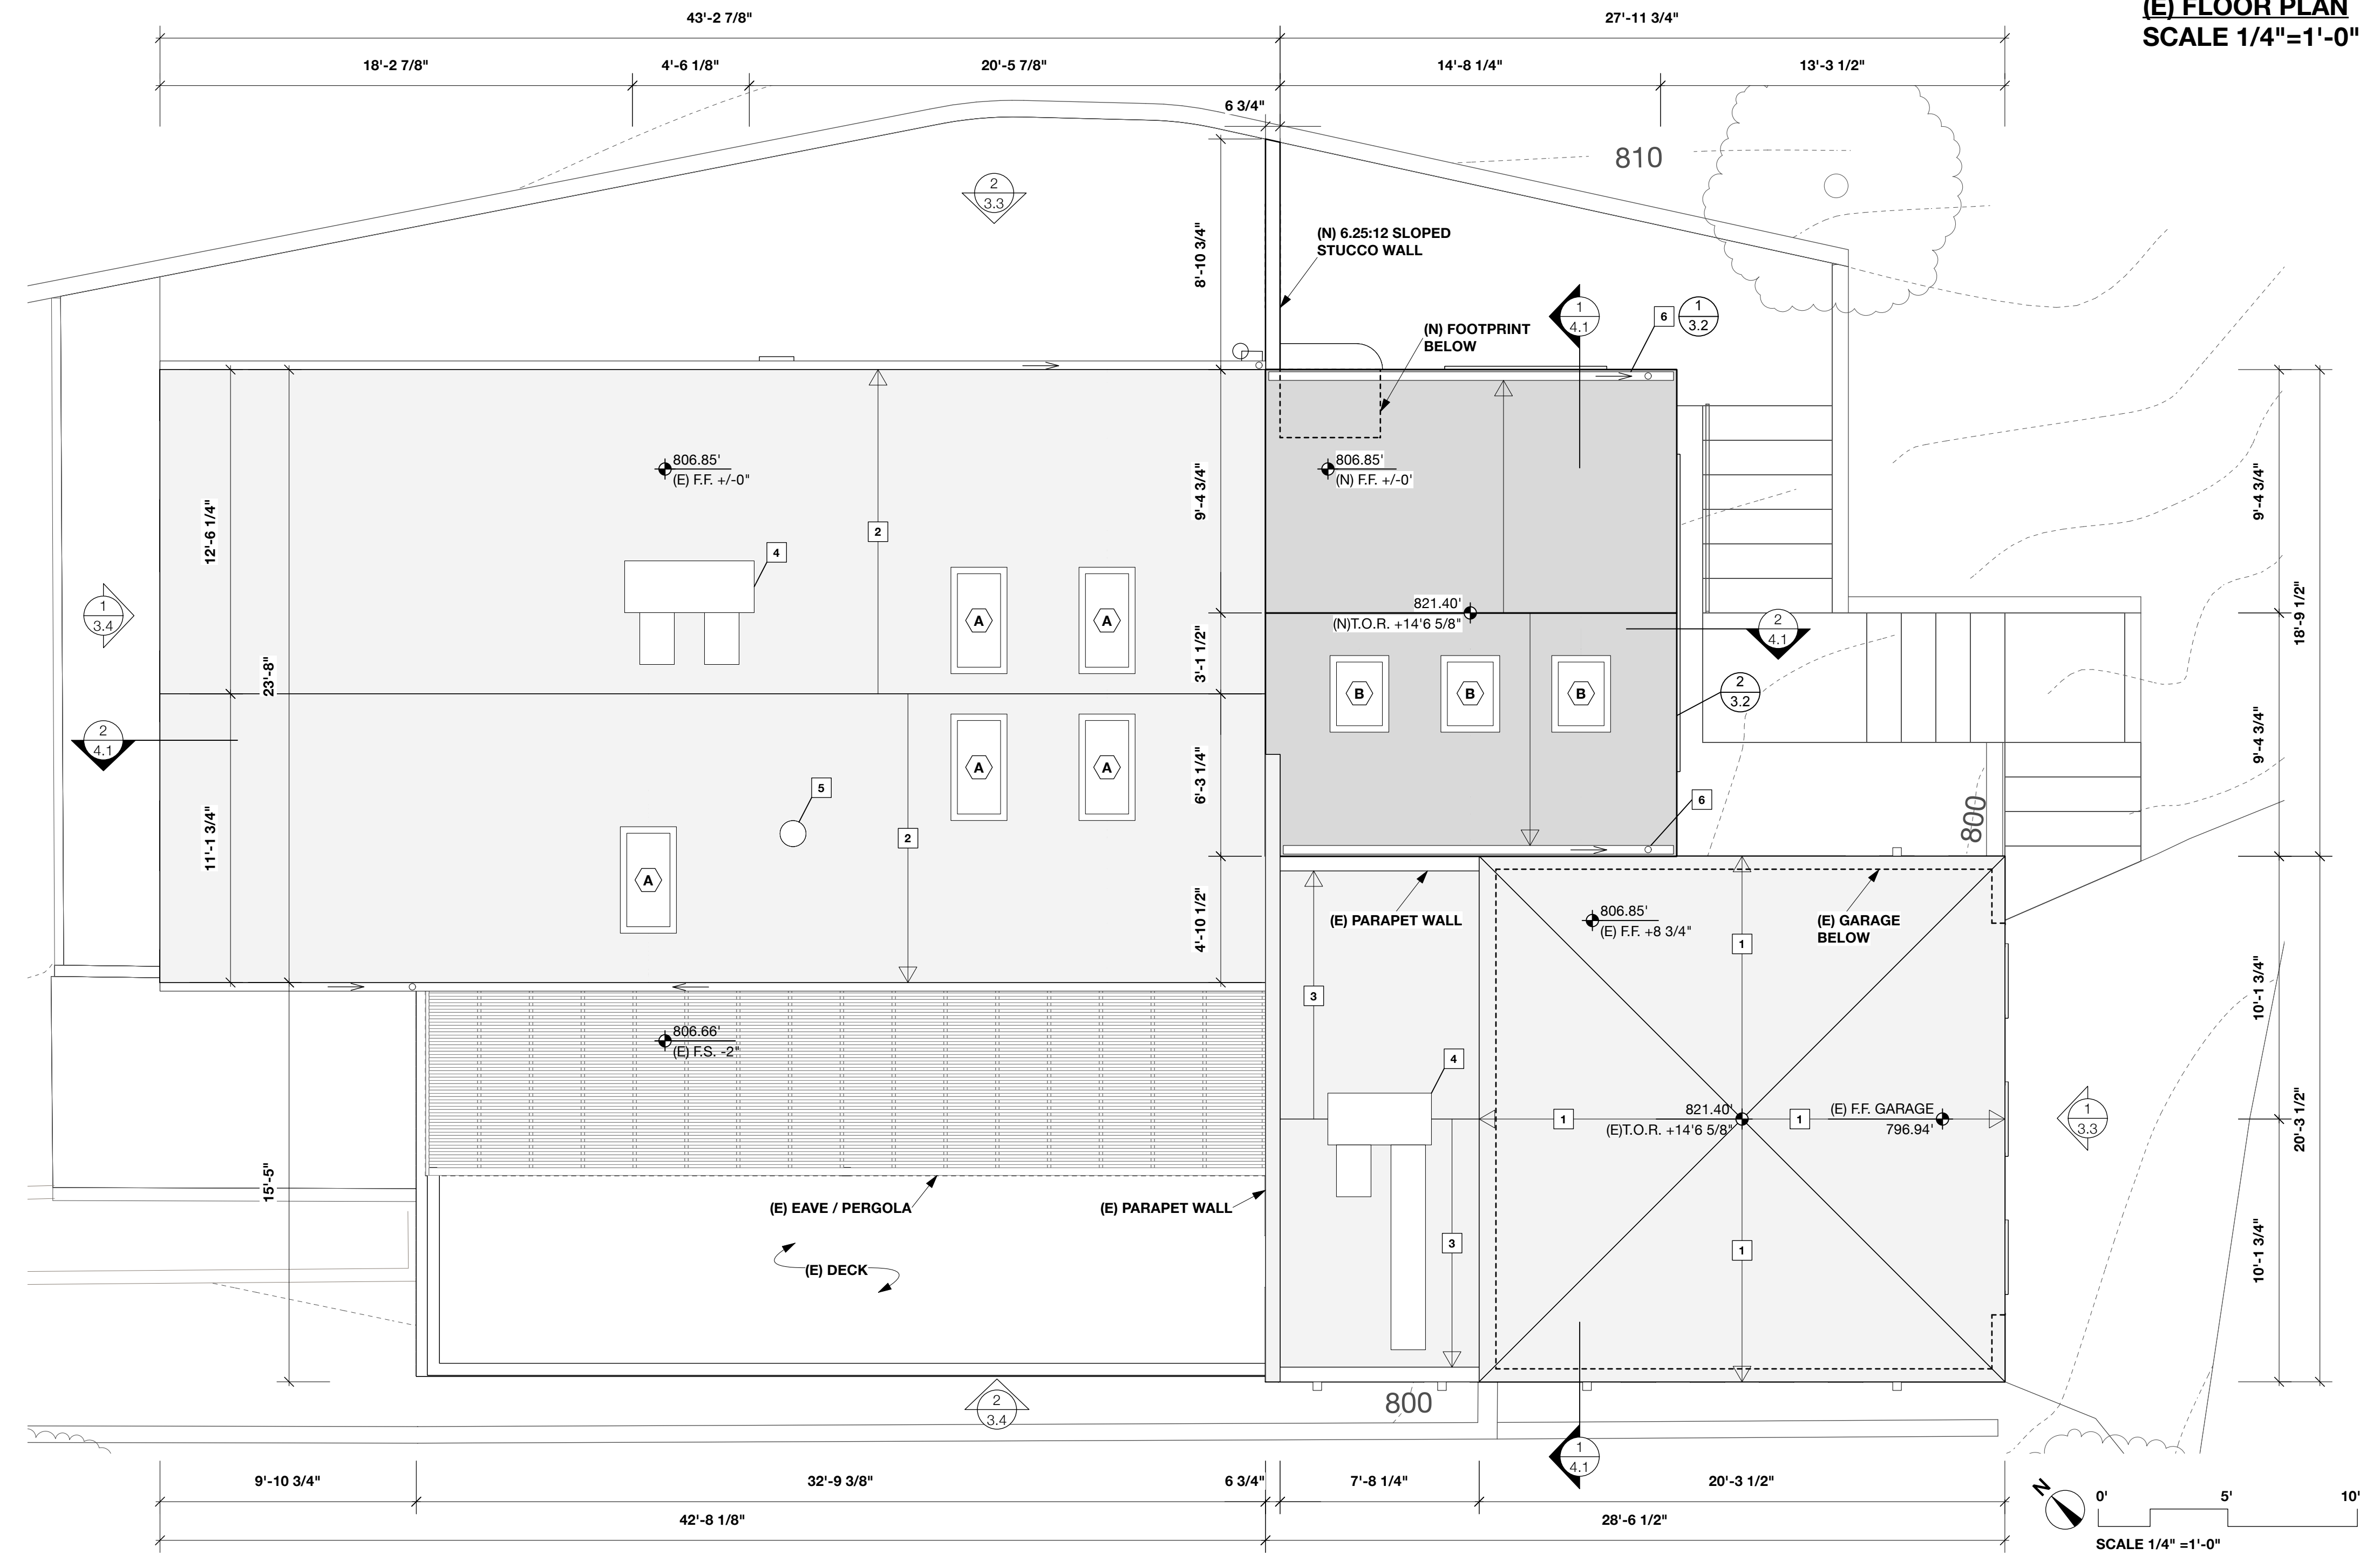 (E) FLOOR PLAN
SCALE 1/4"=1'-0"
43'-2 7/8"
27'-11 3/4"
18'-2 7/8"
4'-6 1/8"
20'-5 7/8"
14'-8 1/4"
13'-3 1/2"
6 3/4"
810
2
3.3
8'-10 3/4"
(N) 6.25:12 SLOPED
STUCCO WALL
1
4.1
6
1
3.2
(N) FOOTPRINT
BELOW
806.85'
(E) F.F. +/-0"
806.85'
(N) F.F. +/-0'
12'-6 1/4"
9'-4 3/4"
9'-4 3/4"
2
4
1
3.4
A
A
821.40'
(N)T.O.R. +14'6 5/8"
2
4.1
18'-9 1/2"
23'-8"
3'-1 1/2"
B
B
B
2
3.2
2
4.1
A
A
6'-3 1/4"
9'-4 3/4"
5
6
800
11'-1 3/4"
2
A
4'-10 1/2"
(E) PARAPET WALL
806.85'
(E) F.F. +8 3/4"
(E) GARAGE
BELOW
1
3
10'-1 3/4"
806.66'
(E) F.S. -2"
4
1
821.40'
(E)T.O.R. +14'6 5/8"
1
(E) F.F. GARAGE
796.94'
1
3.3
20'-3 1/2"
15'-5"
(E) EAVE / PERGOLA
(E) PARAPET WALL
(E) DECK
3
1
10'-1 3/4"
2
3.4
800
1
4.1
9'-10 3/4"
32'-9 3/8"
6 3/4"
7'-8 1/4"
20'-3 1/2"
42'-8 1/8"
28'-6 1/2"
N
0'
5'
10'
SCALE 1/4" =1'-0"